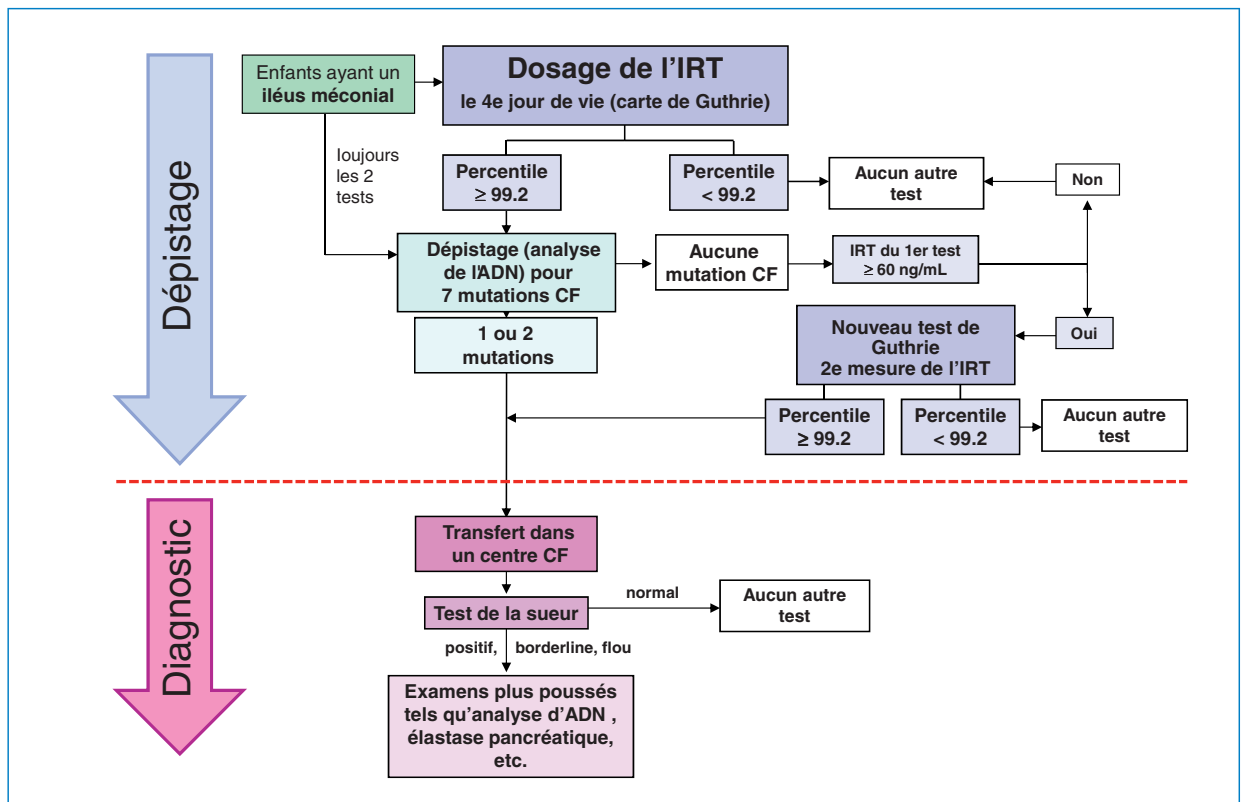 Dépistage
Diagnostic
Enfants ayant un
iléus méconial
Dosage de l'IRT
le 4e jour de vie (carte de Guthrie)
Ioujours
les 2
tests
Percentile
≥ 99.2
Percentile
< 99.2
Aucun autre
test
Non
Dépistage (analyse
de l'ADN) pour
7 mutations CF
Aucune
mutation CF
IRT du 1er test
≥ 60 ng/mL
1 ou 2
mutations
Nouveau test de
Guthrie
2e mesure de l'IRT
Oui
Percentile
≥ 99.2
Percentile
< 99.2
Aucun autre
test
Transfert dans
un centre CF
Test de la sueur
normal
Aucun autre
test
positif, borderline, flou
Examens plus poussés
tels qu'analyse d'ADN ,
élastase pancréatique,
etc.